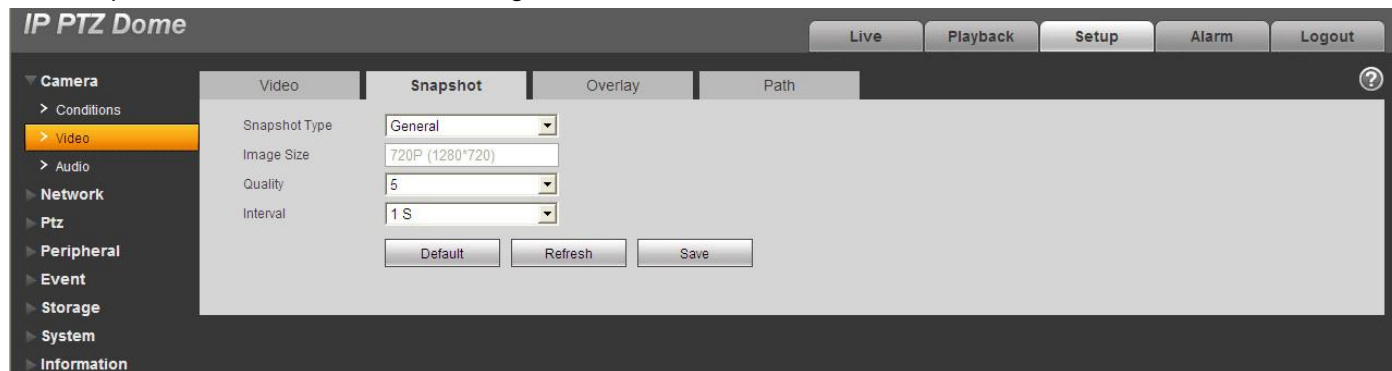 IP PTZ Dome
Live Playback Setup Alarm Logout
Camera
> Conditions
> Video
> Audio
Network
Ptz
Peripheral
Event
Storage
System
Information
Video Snapshot Overlay Path
?
Snapshot Type General
Image Size 720P (1280*720)
Quality 5
Interval 1 S
Default Refresh Save